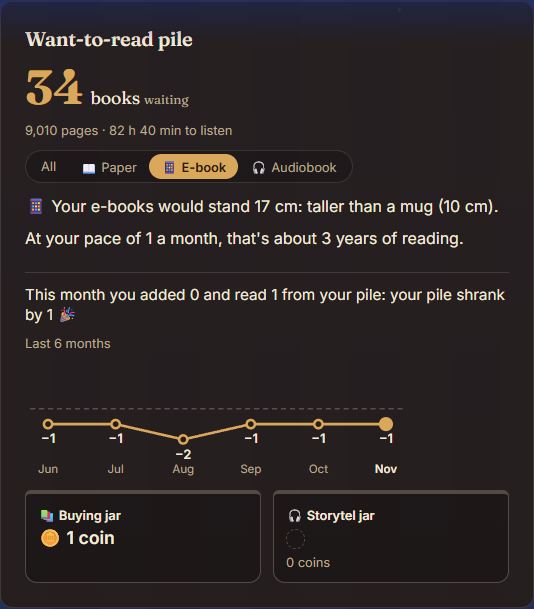 Want-to-read pile
34 books waiting
9,010 pages · 82 h 40 min to listen
All Paper E-book Audiobook
Your e-books would stand 17 cm: taller than a mug (10 cm).
At your pace of 1 a month, that's about 3 years of reading.
This month you added 0 and read 1 from your pile: your pile shrank
by 1
Last 6 months
−1 −1 −2 −1 −1 −1
Jun Jul Aug Sep Oct Nov
Buying jar
1 coin
Storytel jar
0 coins